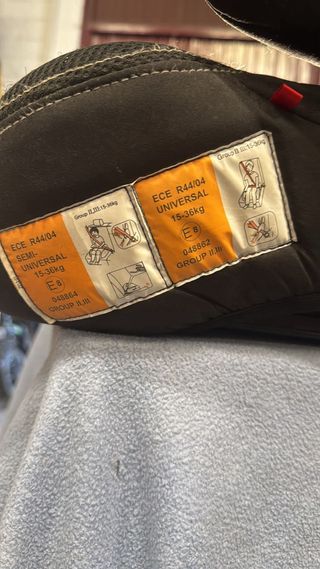 Group II,III:15-36kg
ECE R44/04
SEMI-
UNIVERSAL
15-36kg
E8
048864
GROUP II,III
Group II,III:15-36kg
ECE R44/04
UNIVERSAL
15-36kg
E8
048862
GROUP II,III